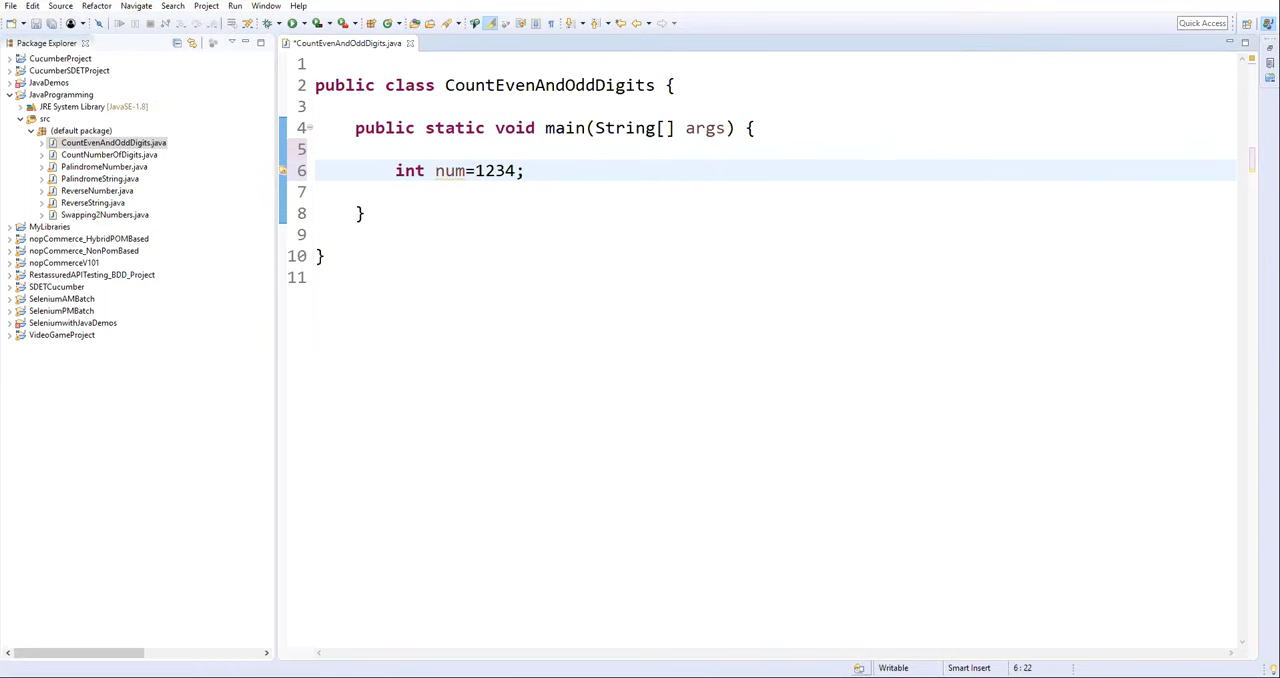 File Edit Source Refactor Navigate Search Project Run Window Help
Quick Access
Package Explorer
*CountEvenAndOddDigits.java
CucumberProject
CucumberSDETProject
JavaDemos
JavaProgramming
JRE System Library [JavaSE-1.8]
src
(default package)
CountEvenAndOddDigits.java
CountNumberOfDigits.java
PalindromeNumber.java
PalindromeString.java
ReverseNumber.java
ReverseString.java
Swapping2Numbers.java
MyLibraries
nopCommerce_HybridPOMBased
nopCommerce_NonPomBased
nopCommerceV101
RestassuredAPITesting_BDD_Project
SDETCucumber
SeleniumAMBatch
SeleniumPMBatch
SeleniumwithJavaDemos
VideoGameProject
1
2 public class CountEvenAndOddDigits {
3
4 public static void main(String[] args) {
5
6 int num=1234;
7
8 }
9
10 }
11
Writable Smart Insert 6 : 22